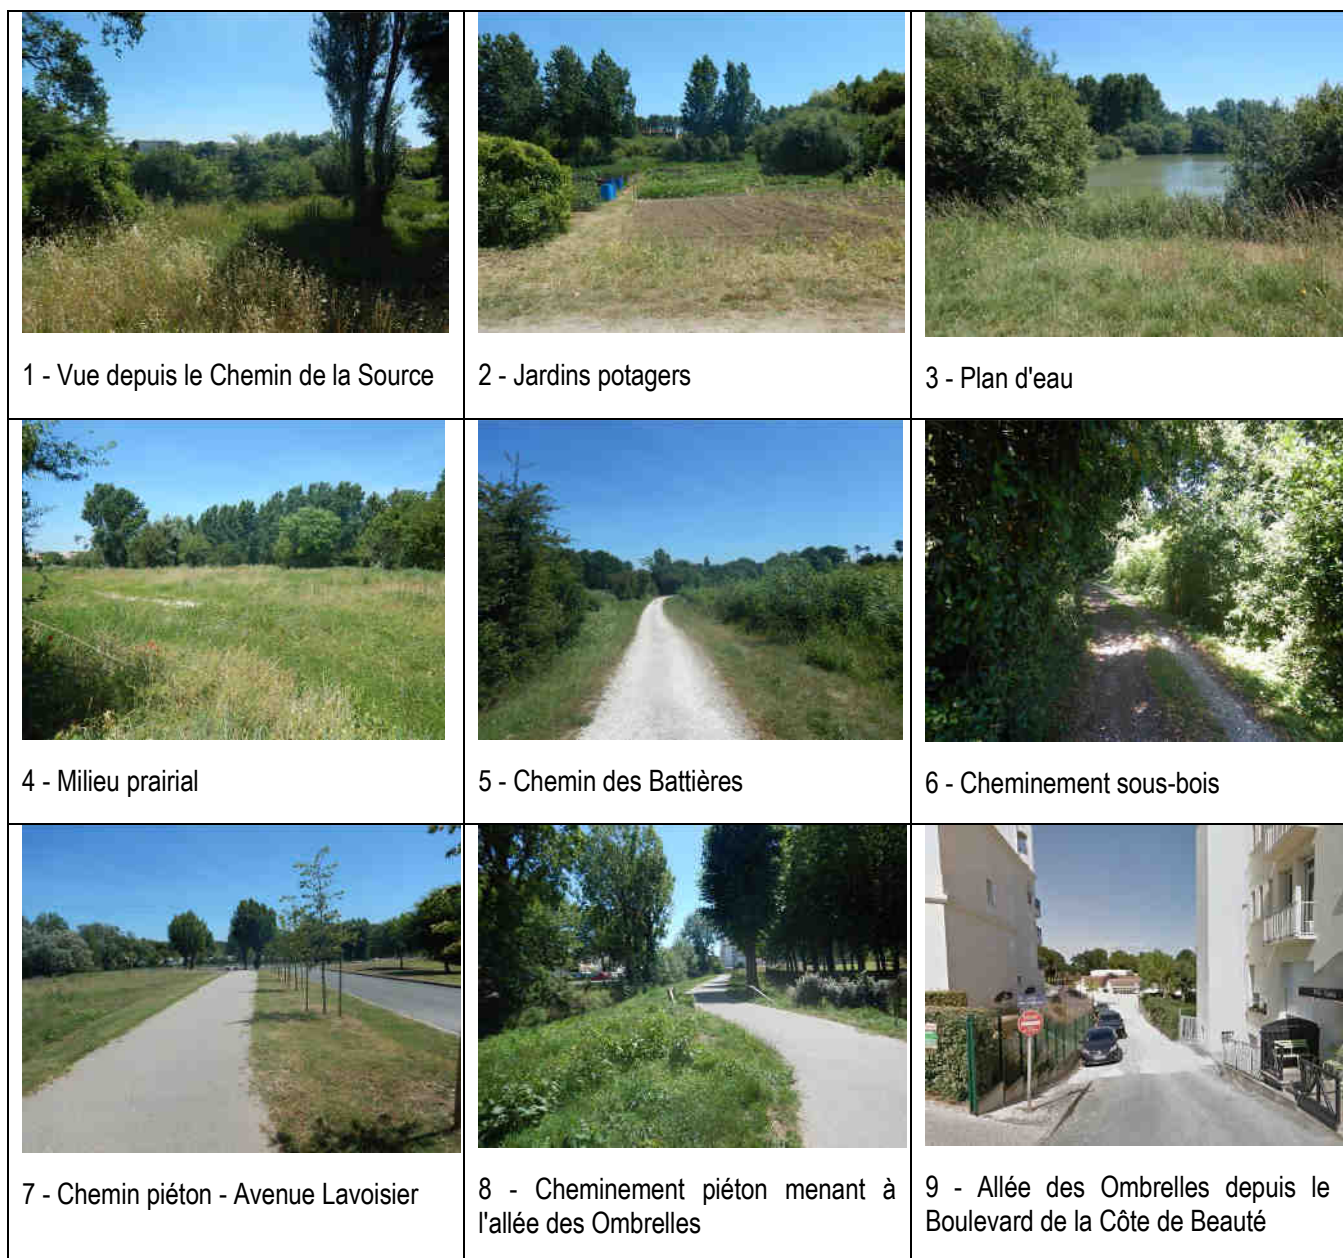 1 - Vue depuis le Chemin de la Source
2 - Jardins potagers
3 - Plan d'eau
4 - Milieu prairial
5 - Chemin des Battières
6 - Cheminement sous-bois
7 - Chemin piéton - Avenue Lavoisier
8 - Cheminement piéton menant à
l'allée des Ombrelles
9 - Allée des Ombrelles depuis le
Boulevard de la Côte de Beauté